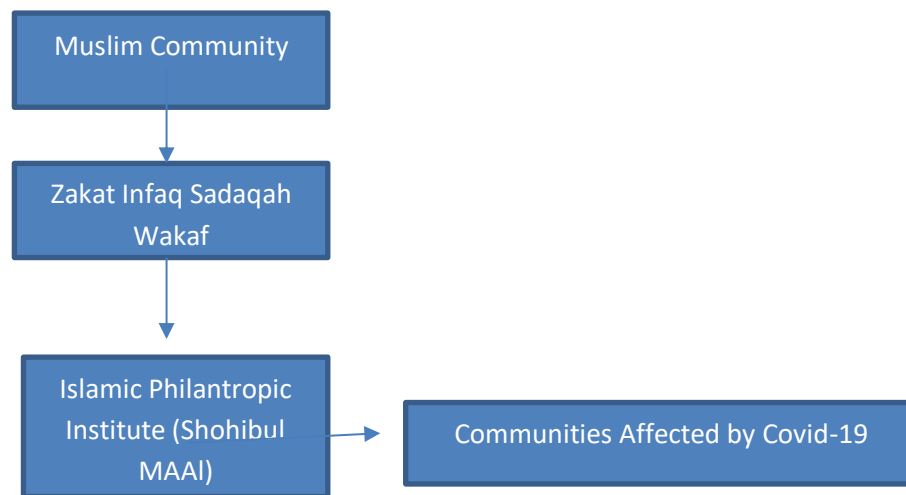 Muslim Community
Zakat Infaq Sadaqah
Wakaf
Islamic Philantropic
Institute (Shohibul
MAAl)
Communities Affected by Covid-19